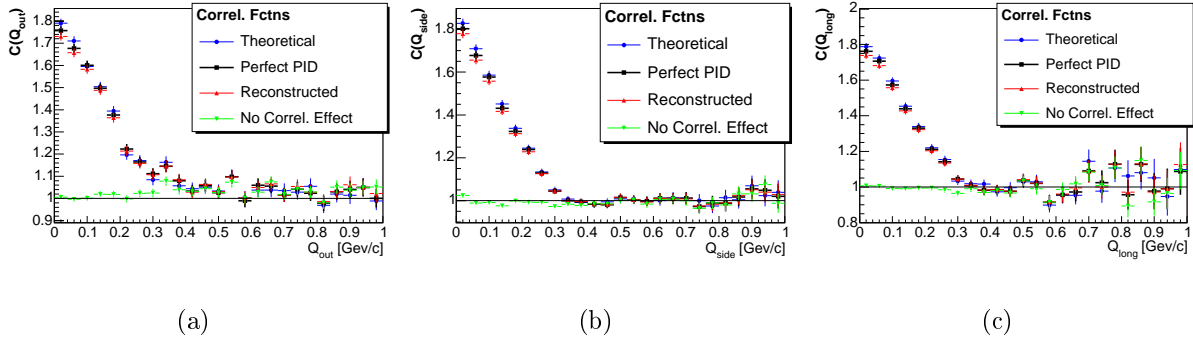 C(Q_out)
1.8
1.7
1.6
1.5
1.4
1.3
1.2
1.1
1
0.9
Correl. Fctns
Theoretical
Perfect PID
Reconstructed
No Correl. Effect
0 0.1 0.2 0.3 0.4 0.5 0.6 0.7 0.8 0.9 1
Q_out [Gev/c]
(a)
C(Q_side)
1.8
1.6
1.4
1.2
1
Correl. Fctns
Theoretical
Perfect PID
Reconstructed
No Correl. Effect
0 0.1 0.2 0.3 0.4 0.5 0.6 0.7 0.8 0.9 1
Q_side [Gev/c]
(b)
C(Q_long)
2
1.8
1.6
1.4
1.2
1
0.8
Correl. Fctns
Theoretical
Perfect PID
Reconstructed
No Correl. Effect
0 0.1 0.2 0.3 0.4 0.5 0.6 0.7 0.8 0.9 1
Q_long [Gev/c]
(c)